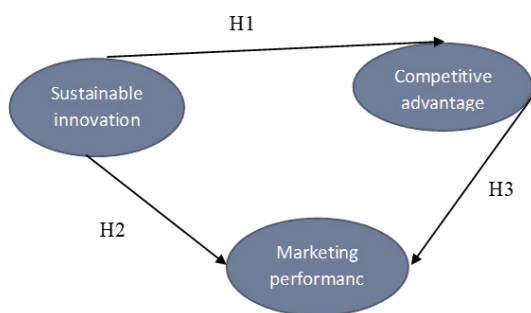 H1
Sustainable
innovation
Competitive
advantage
H2
H3
Marketing
performanc